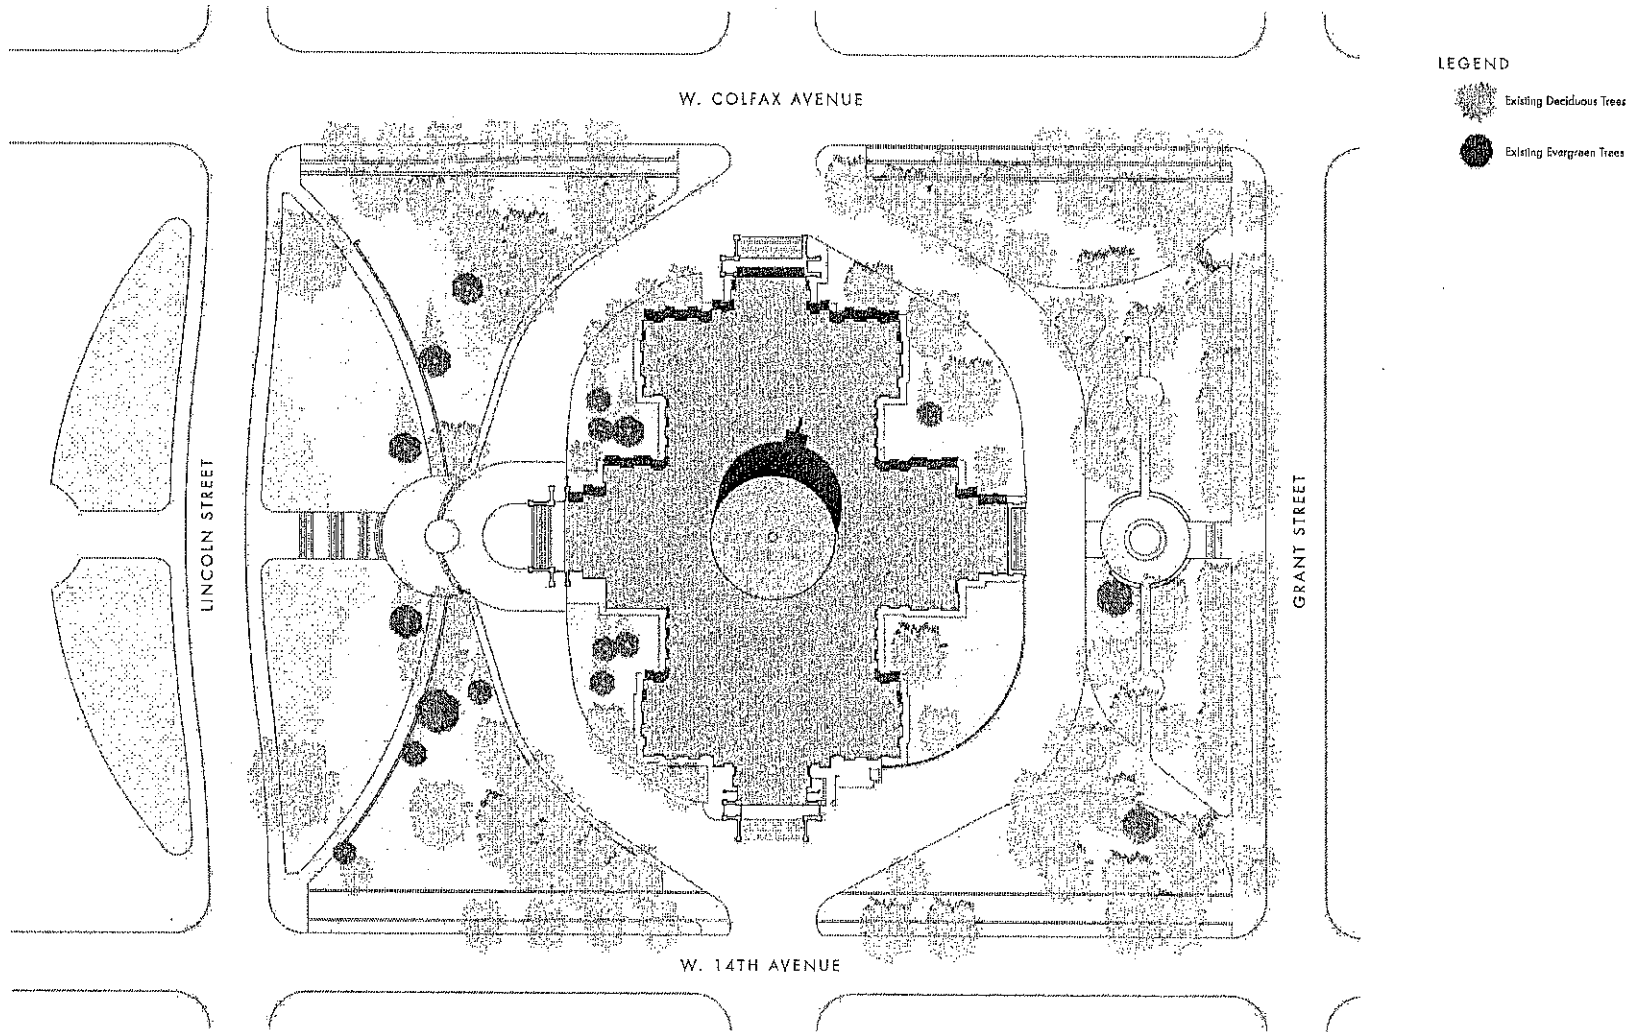 LEGEND
Existing Deciduous Trees
Existing Evergreen Trees
W. COLFAX AVENUE
LINCOLN STREET
GRANT STREET
W. 14TH AVENUE